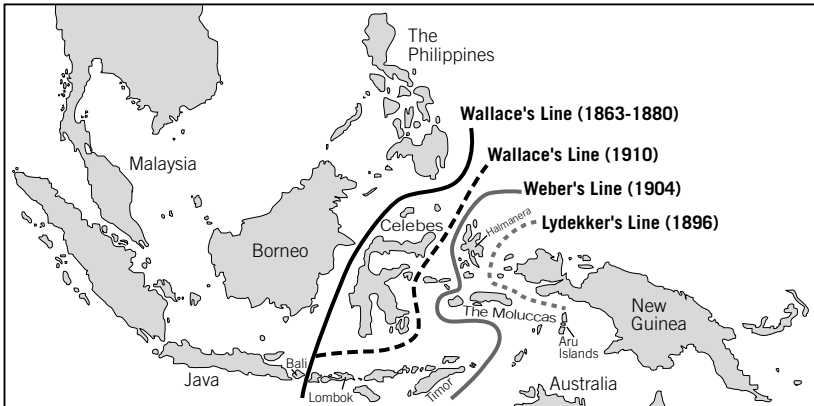 The
Philippines
Wallace's Line (1863-1880)
Wallace's Line (1910)
Malaysia
Weber's Line (1904)
Celebes
Halmanera
Lydekker's Line (1896)
Borneo
The Moluccas
New
Guinea
Aru
Islands
Bali
Java
Lombok
Timor
Australia